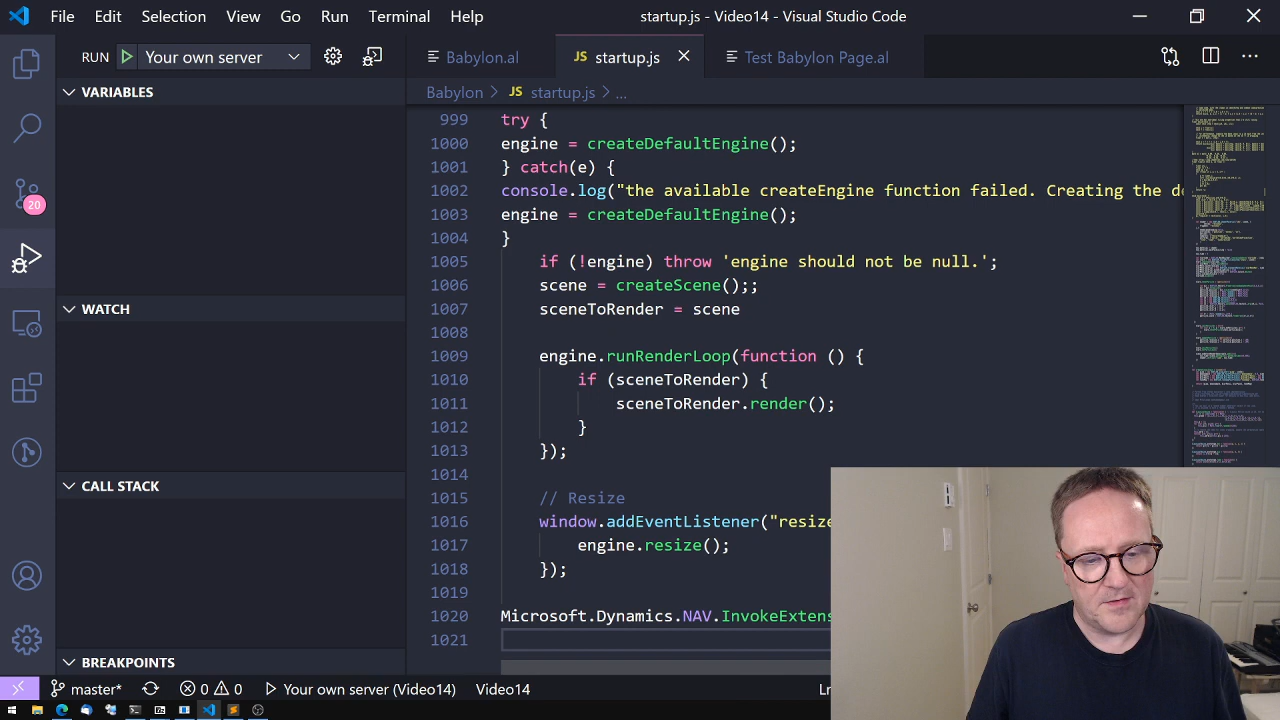 File Edit Selection View Go Run Terminal Help startup.js - Video14 - Visual Studio Code
RUN Your own server
Babylon.al JS startup.js Test Babylon Page.al
VARIABLES
Babylon > JS startup.js > ...
999 try {
1000 engine = createDefaultEngine();
1001 } catch(e) {
1002 console.log("the available createEngine function failed. Creating the de
1003 engine = createDefaultEngine();
1004 }
1005 if (!engine) throw 'engine should not be null.';
1006 scene = createScene();;
1007 sceneToRender = scene
1008
1009 engine.runRenderLoop(function () {
1010 if (sceneToRender) {
1011 sceneToRender.render();
1012 }
1013 });
1014
1015 // Resize
1016 window.addEventListener("resize
1017 engine.resize();
1018 });
1019
1020 Microsoft.Dynamics.NAV.InvokeExtens
1021
20
WATCH
CALL STACK
BREAKPOINTS
master* 0 0 Your own server (Video14) Video14 Ln